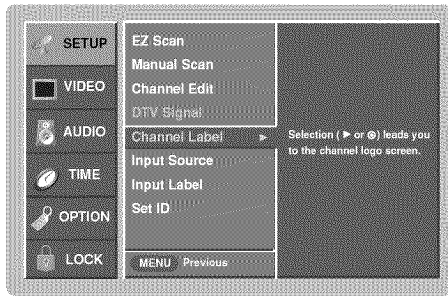 SETUP
VIDEO
AUDIO
TIME
OPTION
LOCK
EZ Scan
Manual Scan
Channel Edit
DTV Signal
Channel Label ►
Input Source
Input Label
Set ID
MENU Previous
Selection ( ► or ◉) leads you
to the channel logo screen.